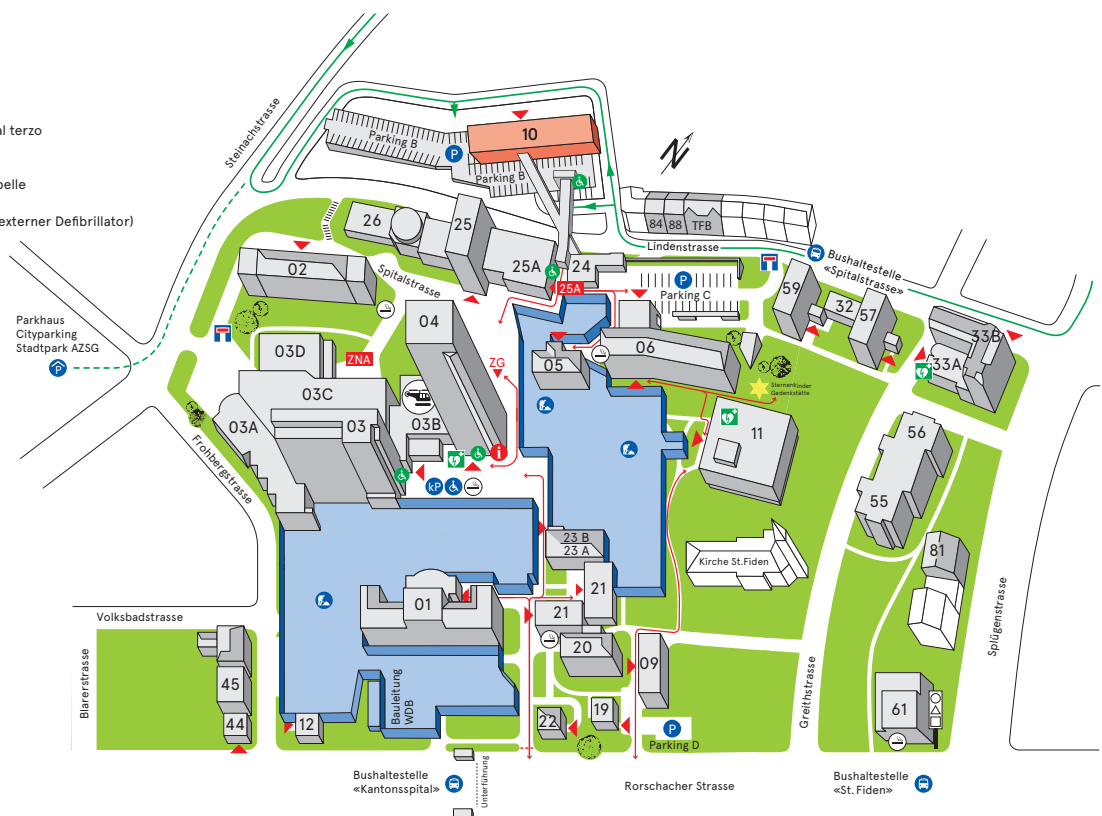 al terzo
pelle
externer Defibrillator)
Steinachstrasse
Parking B
P
10
Parking B
N
84 88 TFB
Lindenstrasse
Bushaltestelle
«Spitalstrasse»
26
25
25A
24
25A
P
Parking C
02
Spitalstrasse
04
59
32
57
33B
33A
Parkhaus
Cityparking
Stadtpark AZSG
P
03D
ZNA
ZG
05
06
Sternenkinder
Gedenkstätte
03C
03A
03
03B
i
kP
11
56
55
Frohbergstrasse
23 B
23 A
Kirche St.Fiden
81
Volksbadstrasse
01
21
21
20
09
Splügenstrasse
Blarerstrasse
45
44
12
Bauleitung
WDB
22
19
P
Parking D
Greithstrasse
61
Bushaltestelle
«Kantonsspital»
Unterführung
Rorschacher Strasse
Bushaltestelle
«St. Fiden»